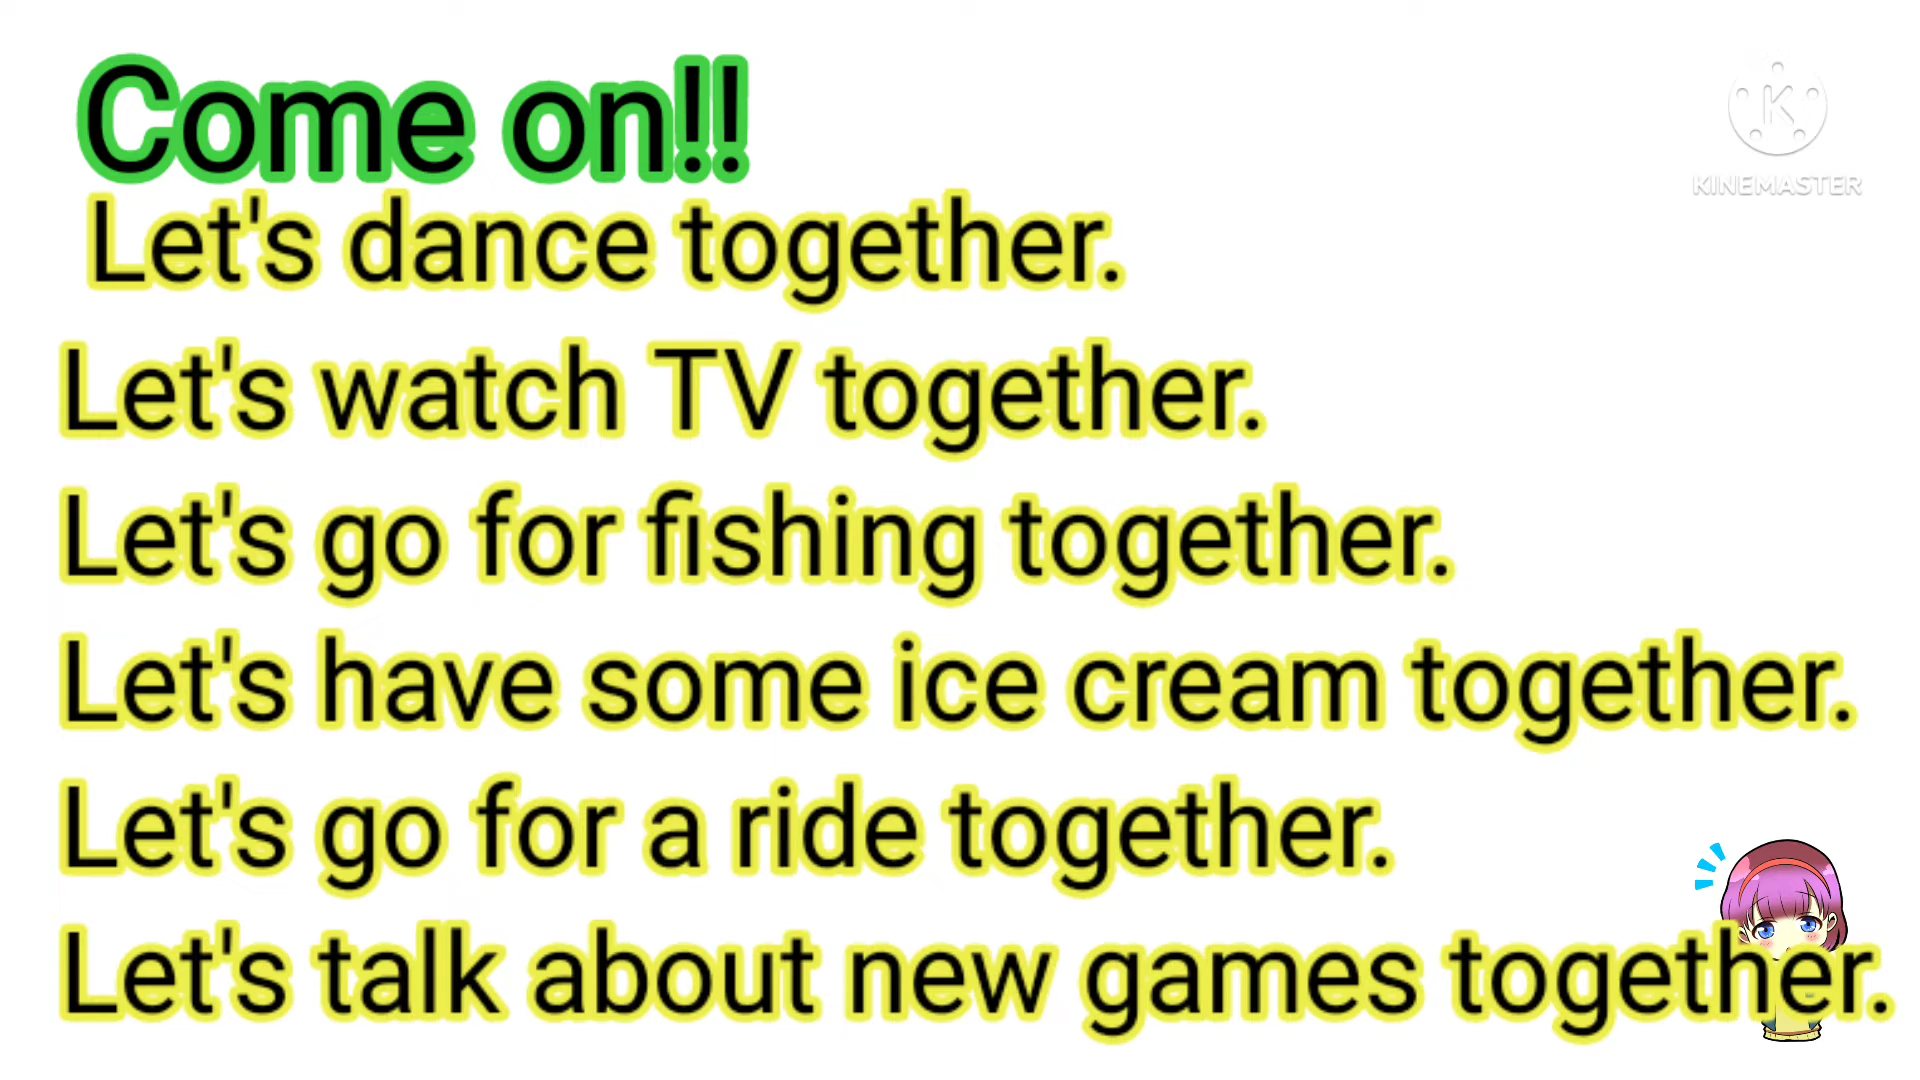 Come on!!
KINEMASTER
Let's dance together.
Let's watch TV together.
Let's go for fishing together.
Let's have some ice cream together.
Let's go for a ride together.
Let's talk about new games together.